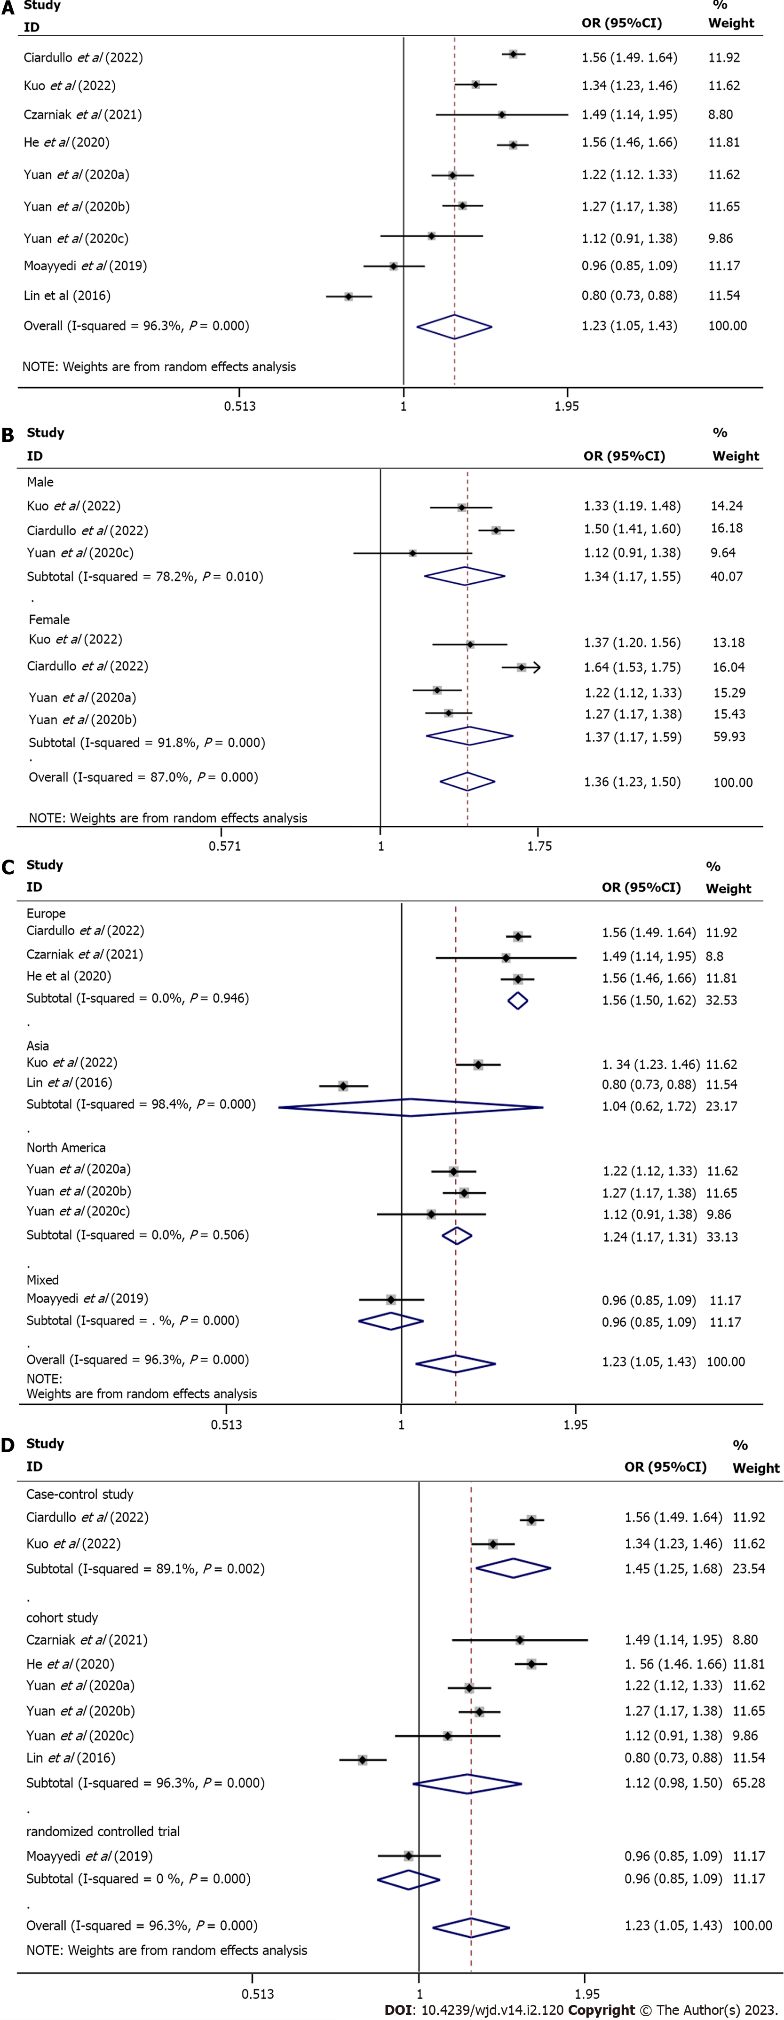 A Study %
ID OR (95%CI) Weight
Ciardullo et al (2022) 1.56 (1.49. 1.64) 11.92
Kuo et al (2022) 1.34 (1.23, 1.46) 11.62
Czarniak et al (2021) 1.49 (1.14, 1.95) 8.80
He et al (2020) 1.56 (1.46, 1.66) 11.81
Yuan et al (2020a) 1.22 (1.12. 1.33) 11.62
Yuan et al (2020b) 1.27 (1.17, 1.38) 11.65
Yuan et al (2020c) 1.12 (0.91, 1.38) 9.86
Moayyedi et al (2019) 0.96 (0.85, 1.09) 11.17
Lin et al (2016) 0.80 (0.73, 0.88) 11.54
Overall (I-squared = 96.3%, P = 0.000) 1.23 (1.05, 1.43) 100.00
NOTE: Weights are from random effects analysis
0.513 1 1.95
B Study %
ID OR (95%CI) Weight
Male
Kuo et al (2022) 1.33 (1.19. 1.48) 14.24
Ciardullo et al (2022) 1.50 (1.41, 1.60) 16.18
Yuan et al (2020c) 1.12 (0.91, 1.38) 9.64
Subtotal (I-squared = 78.2%, P = 0.010) 1.34 (1.17, 1.55) 40.07
.
Female
Kuo et al (2022) 1.37 (1.20. 1.56) 13.18
Ciardullo et al (2022) 1.64 (1.53, 1.75) 16.04
Yuan et al (2020a) 1.22 (1.12, 1.33) 15.29
Yuan et al (2020b) 1.27 (1.17, 1.38) 15.43
Subtotal (I-squared = 91.8%, P = 0.000) 1.37 (1.17, 1.59) 59.93
.
Overall (I-squared = 87.0%, P = 0.000) 1.36 (1.23, 1.50) 100.00
NOTE: Weights are from random effects analysis
0.571 1 1.75
C Study %
ID OR (95%CI) Weight
Europe
Ciardullo et al (2022) 1.56 (1.49. 1.64) 11.92
Czarniak et al (2021) 1.49 (1.14, 1.95) 8.8
He et al (2020) 1.56 (1.46, 1.66) 11.81
Subtotal (I-squared = 0.0%, P = 0.946) 1.56 (1.50, 1.62) 32.53
.
Asia
Kuo et al (2022) 1. 34 (1.23. 1.46) 11.62
Lin et al (2016) 0.80 (0.73, 0.88) 11.54
Subtotal (I-squared = 98.4%, P = 0.000) 1.04 (0.62, 1.72) 23.17
.
North America
Yuan et al (2020a) 1.22 (1.12, 1.33) 11.62
Yuan et al (2020b) 1.27 (1.17, 1.38) 11.65
Yuan et al (2020c) 1.12 (0.91, 1.38) 9.86
Subtotal (I-squared = 0.0%, P = 0.506) 1.24 (1.17, 1.31) 33.13
.
Mixed
Moayyedi et al (2019) 0.96 (0.85, 1.09) 11.17
Subtotal (I-squared = . %, P = 0.000) 0.96 (0.85, 1.09) 11.17
.
Overall (I-squared = 96.3%, P = 0.000) 1.23 (1.05, 1.43) 100.00
NOTE:
Weights are from random effects analysis
0.513 1 1.95
D Study %
ID OR (95%CI) Weight
Case-control study
Ciardullo et al (2022) 1.56 (1.49. 1.64) 11.92
Kuo et al (2022) 1.34 (1.23, 1.46) 11.62
Subtotal (I-squared = 89.1%, P = 0.002) 1.45 (1.25, 1.68) 23.54
.
cohort study
Czarniak et al (2021) 1.49 (1.14, 1.95) 8.80
He et al (2020) 1. 56 (1.46. 1.66) 11.81
Yuan et al (2020a) 1.22 (1.12, 1.33) 11.62
Yuan et al (2020b) 1.27 (1.17, 1.38) 11.65
Yuan et al (2020c) 1.12 (0.91, 1.38) 9.86
Lin et al (2016) 0.80 (0.73, 0.88) 11.54
Subtotal (I-squared = 96.3%, P = 0.000) 1.12 (0.98, 1.50) 65.28
.
randomized controlled trial
Moayyedi et al (2019) 0.96 (0.85, 1.09) 11.17
Subtotal (I-squared = 0 %, P = 0.000) 0.96 (0.85, 1.09) 11.17
.
Overall (I-squared = 96.3%, P = 0.000) 1.23 (1.05, 1.43) 100.00
NOTE: Weights are from random effects analysis
0.513 1 1.95
DOI: 10.4239/wjd.v14.i2.120 Copyright © The Author(s) 2023.